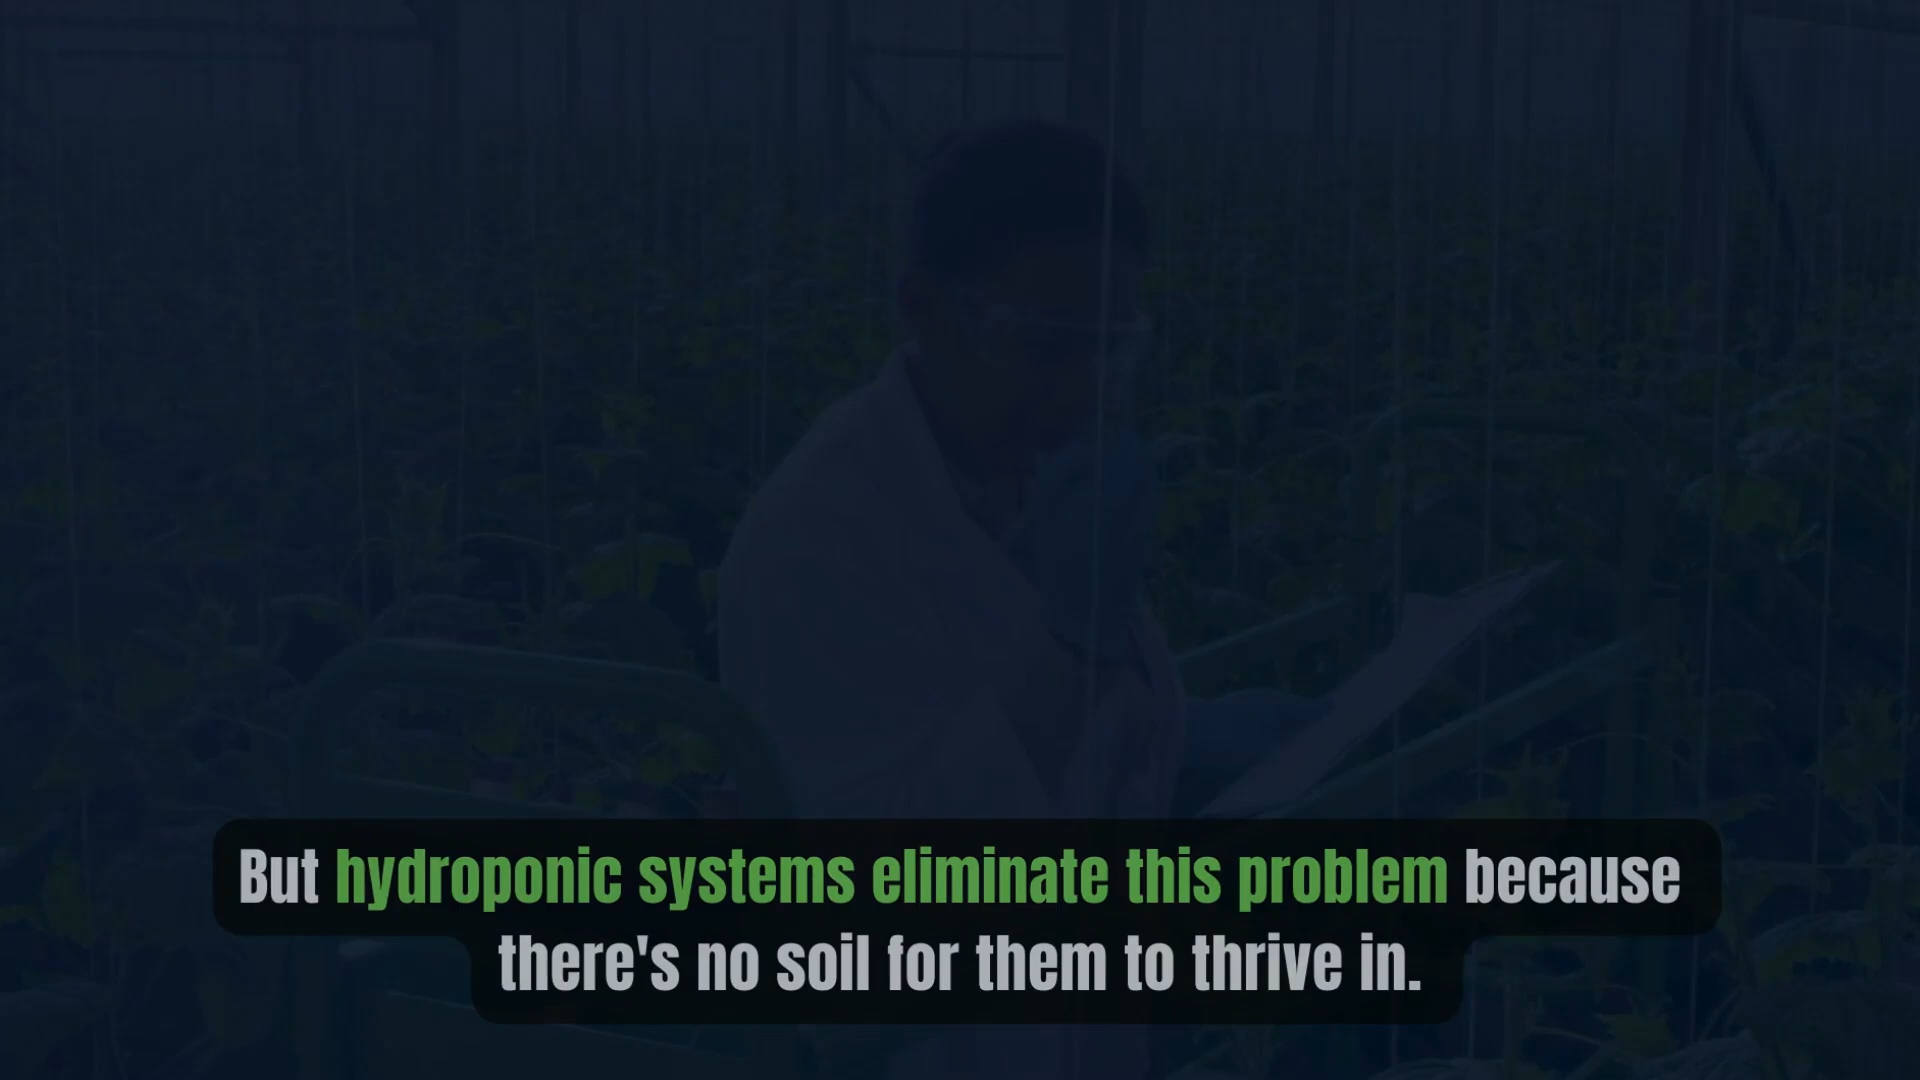 But hydroponic systems eliminate this problem because
there's no soil for them to thrive in.